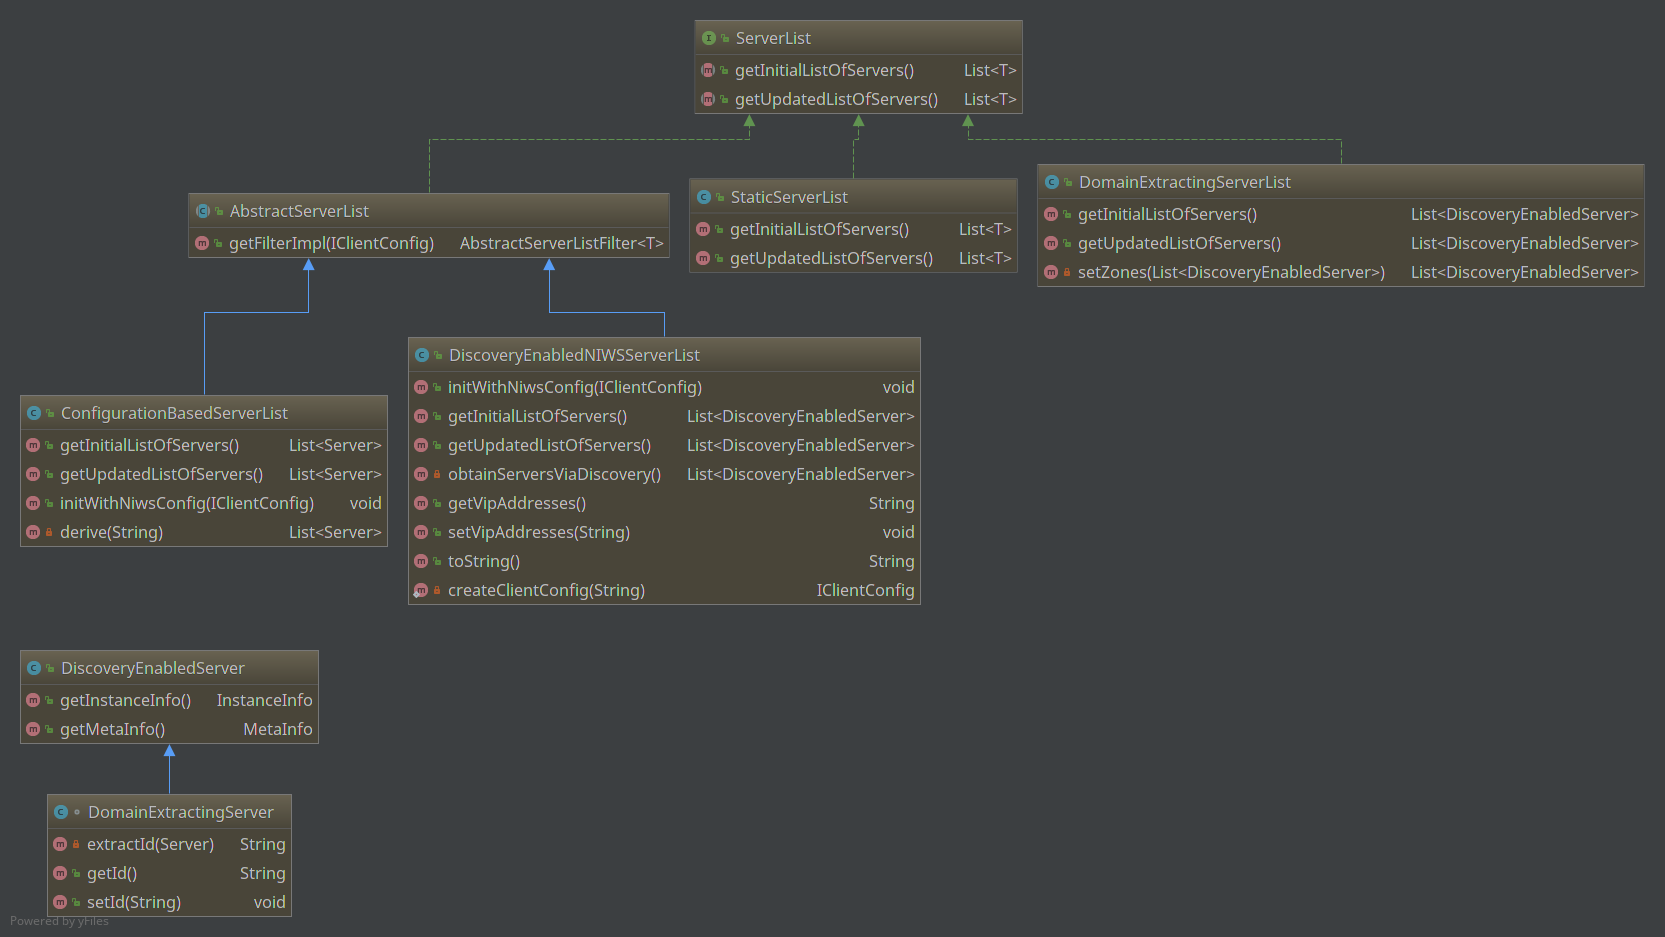 ServerList
getInitialListOfServers() List<T>
getUpdatedListOfServers() List<T>
AbstractServerList
getFilterImpl(IClientConfig) AbstractServerListFilter<T>
StaticServerList
getInitialListOfServers() List<T>
getUpdatedListOfServers() List<T>
DomainExtractingServerList
getInitialListOfServers() List<DiscoveryEnabledServer>
getUpdatedListOfServers() List<DiscoveryEnabledServer>
setZones(List<DiscoveryEnabledServer>) List<DiscoveryEnabledServer>
ConfigurationBasedServerList
getInitialListOfServers() List<Server>
getUpdatedListOfServers() List<Server>
initWithNiwsConfig(IClientConfig) void
derive(String) List<Server>
DiscoveryEnabledNIWSServerList
initWithNiwsConfig(IClientConfig) void
getInitialListOfServers() List<DiscoveryEnabledServer>
getUpdatedListOfServers() List<DiscoveryEnabledServer>
obtainServersViaDiscovery() List<DiscoveryEnabledServer>
getVipAddresses() String
setVipAddresses(String) void
toString() String
createClientConfig(String) IClientConfig
DiscoveryEnabledServer
getInstanceInfo() InstanceInfo
getMetaInfo() MetaInfo
DomainExtractingServer
extractId(Server) String
getId() String
setId(String) void
Powered by yFiles